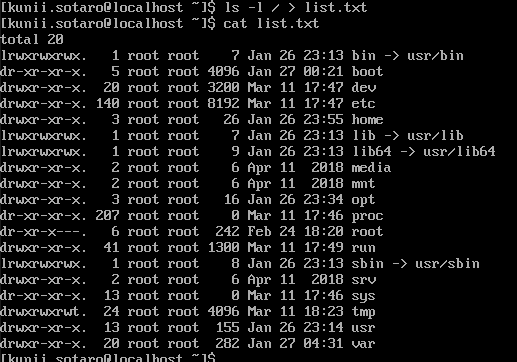 [kunii.sotaro@localhost ~]$ ls -l / > list.txt
[kunii.sotaro@localhost ~]$ cat list.txt
total 20
lrwxrwxrwx.   1 root root    7 Jan 26 23:13 bin -> usr/bin
dr-xr-xr-x.   5 root root 4096 Jan 27 00:21 boot
drwxr-xr-x.  20 root root 3200 Mar 11 17:47 dev
drwxr-xr-x. 140 root root 8192 Mar 11 17:47 etc
drwxr-xr-x.   3 root root   26 Jan 26 23:55 home
lrwxrwxrwx.   1 root root    7 Jan 26 23:13 lib -> usr/lib
lrwxrwxrwx.   1 root root    9 Jan 26 23:13 lib64 -> usr/lib64
drwxr-xr-x.   2 root root    6 Apr 11  2018 media
drwxr-xr-x.   2 root root    6 Apr 11  2018 mnt
drwxr-xr-x.   3 root root   16 Jan 26 23:34 opt
dr-xr-xr-x. 207 root root    0 Mar 11 17:46 proc
dr-xr-x---.   6 root root  242 Feb 24 18:20 root
drwxr-xr-x.  41 root root 1300 Mar 11 17:49 run
lrwxrwxrwx.   1 root root    8 Jan 26 23:13 sbin -> usr/sbin
drwxr-xr-x.   2 root root    6 Apr 11  2018 srv
dr-xr-xr-x.  13 root root    0 Mar 11 17:46 sys
drwxrwxrwt.  24 root root 4096 Mar 11 18:23 tmp
drwxr-xr-x.  13 root root  155 Jan 26 23:14 usr
drwxr-xr-x.  20 root root  282 Jan 27 04:31 var
[kunii.sotaro@localhost ~]$